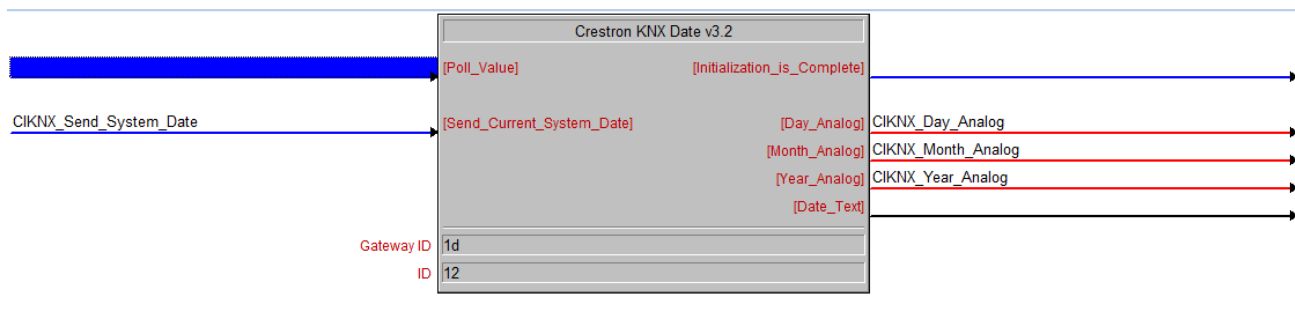 Crestron KNX Date v3.2
[Poll_Value] [Initialization_is_Complete]
CIKNX_Send_System_Date [Send_Current_System_Date] [Day_Analog] CIKNX_Day_Analog
[Month_Analog] CIKNX_Month_Analog
[Year_Analog] CIKNX_Year_Analog
[Date_Text]
Gateway ID 1d
ID 12